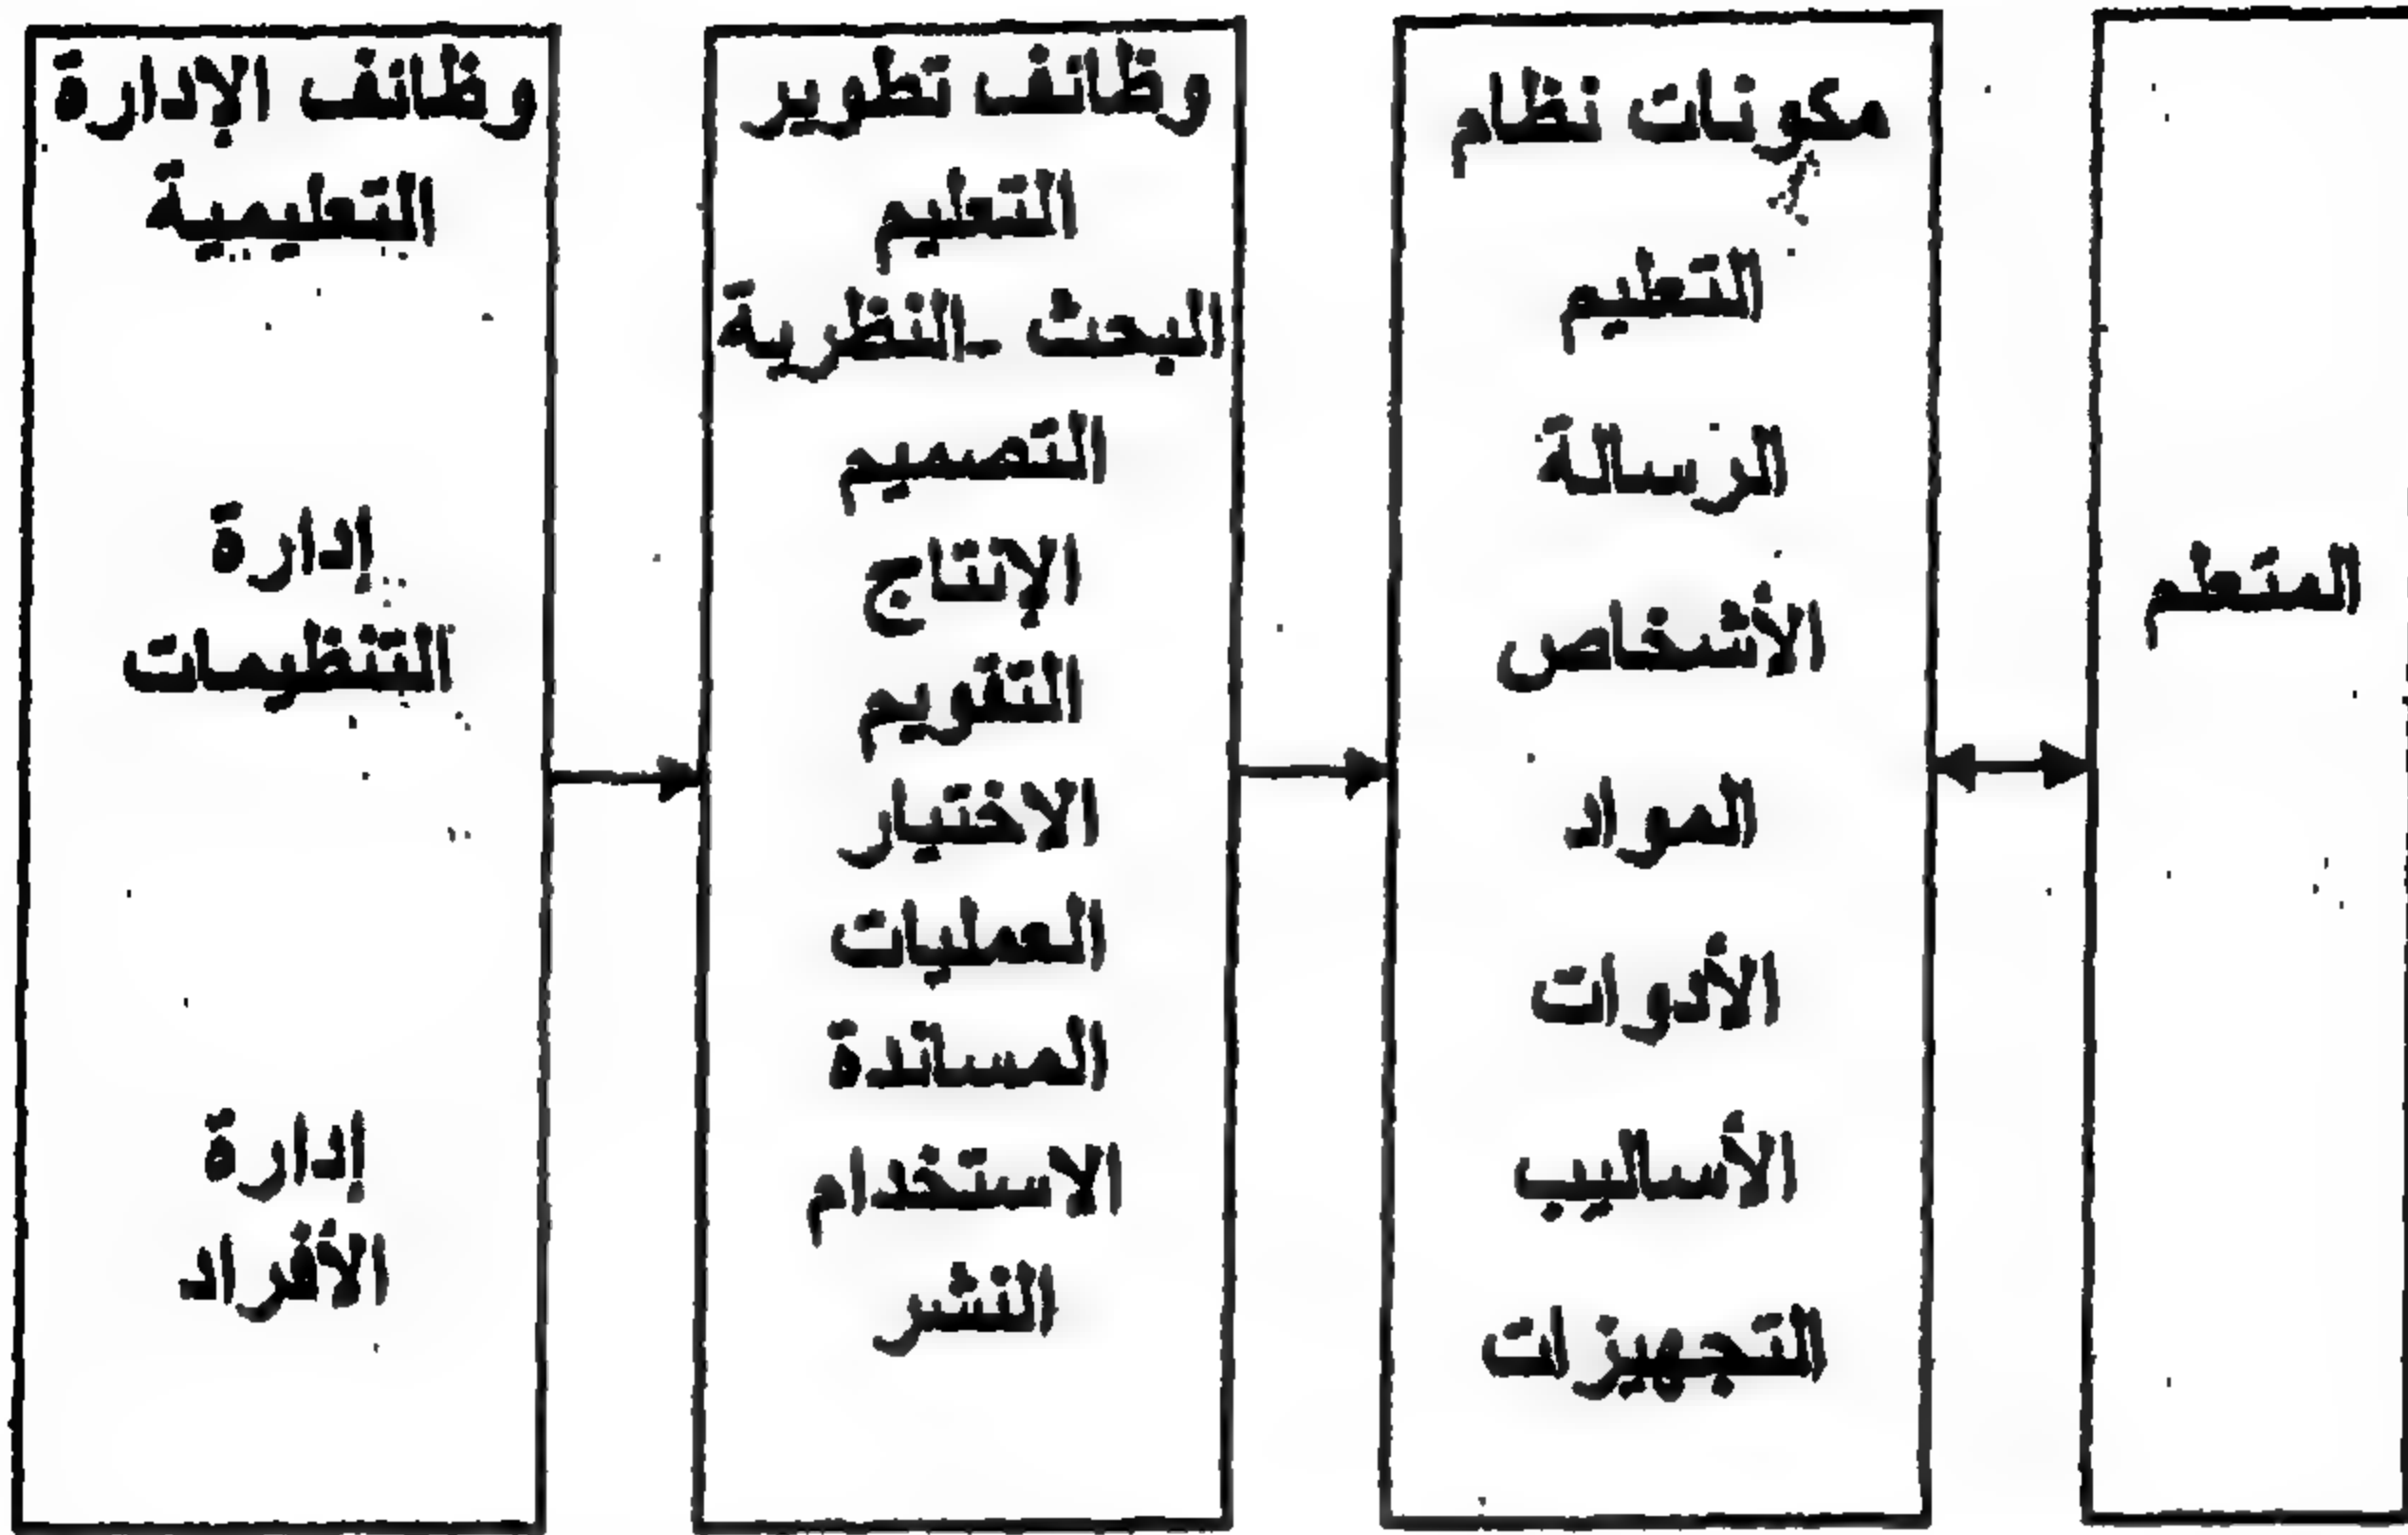 المتعلم
مكونات نظام
التعليم
الرسالة
الأشخاص
المواد
الأدوات
الأساليب
التجهيزات
وظائف تطوير
التعليم
البحث -النظرية
التصميم
الإنتاج
التقويم
الاختيار
العمليات
المساندة
الاستخدام
النشر
وظائف الإدارة
التعليمية
إدارة
التنظيمات
إدارة
الأفراد